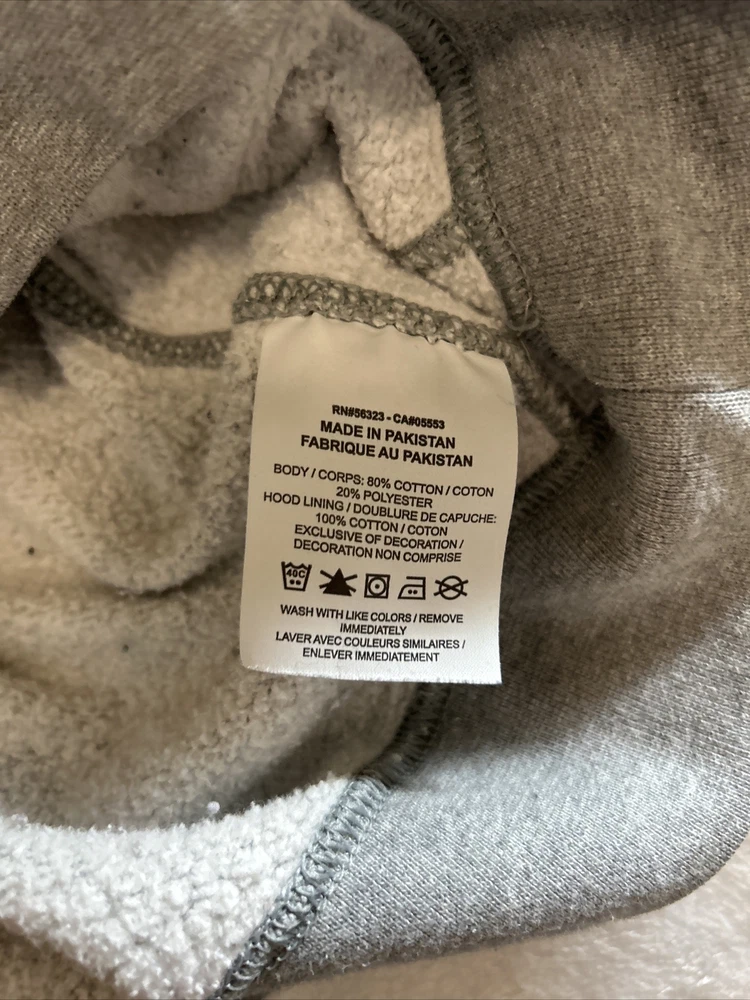 RN#56323 - CA#05553
MADE IN PAKISTAN
FABRIQUE AU PAKISTAN
BODY / CORPS: 80% COTTON / COTON
20% POLYESTER
HOOD LINING / DOUBLURE DE CAPUCHE:
100% COTTON / COTON
EXCLUSIVE OF DECORATION /
DECORATION NON COMPRISE
40C
WASH WITH LIKE COLORS / REMOVE
IMMEDIATELY
LAVER AVEC COULEURS SIMILAIRES /
ENLEVER IMMEDIATEMENT